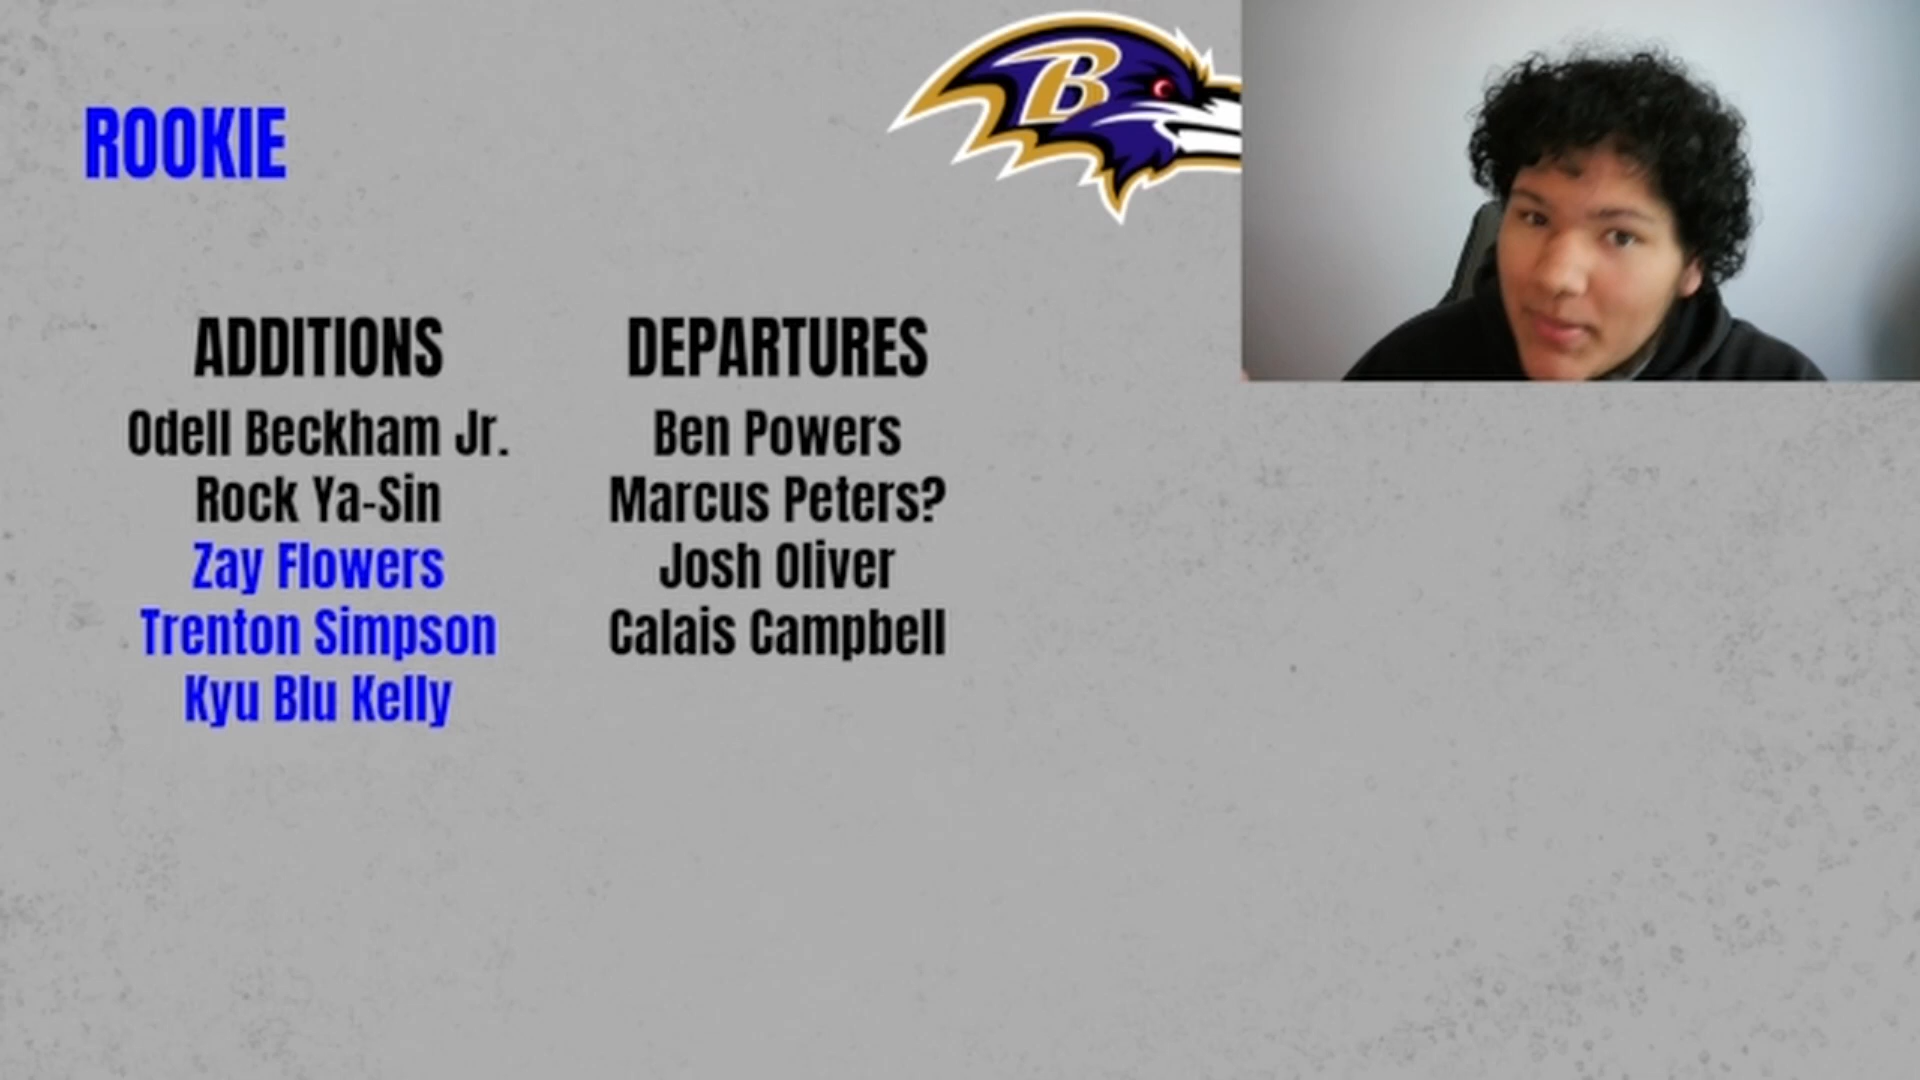 B
ROOKIE
ADDITIONS
Odell Beckham Jr.
Rock Ya-Sin
Zay Flowers
Trenton Simpson
Kyu Blu Kelly
DEPARTURES
Ben Powers
Marcus Peters?
Josh Oliver
Calais Campbell